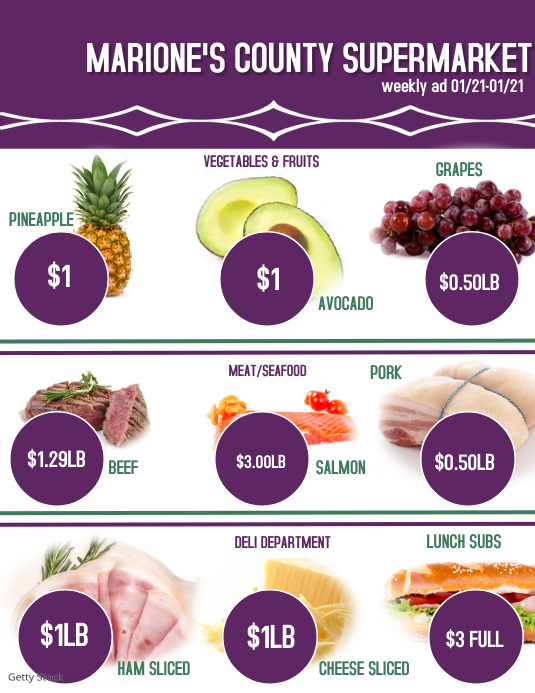 MARIONE'S COUNTY SUPERMARKET
weekly ad 01/21-01/21
VEGETABLES & FRUITS
GRAPES
PINEAPPLE
$1
$1
$0.50LB
AVOCADO
MEAT/SEAFOOD
PORK
$1.29LB
BEEF
$3.00LB
SALMON
$0.50LB
DELI DEPARTMENT
LUNCH SUBS
$1LB
HAM SLICED
$1LB
CHEESE SLICED
$3 FULL
Getty Stock